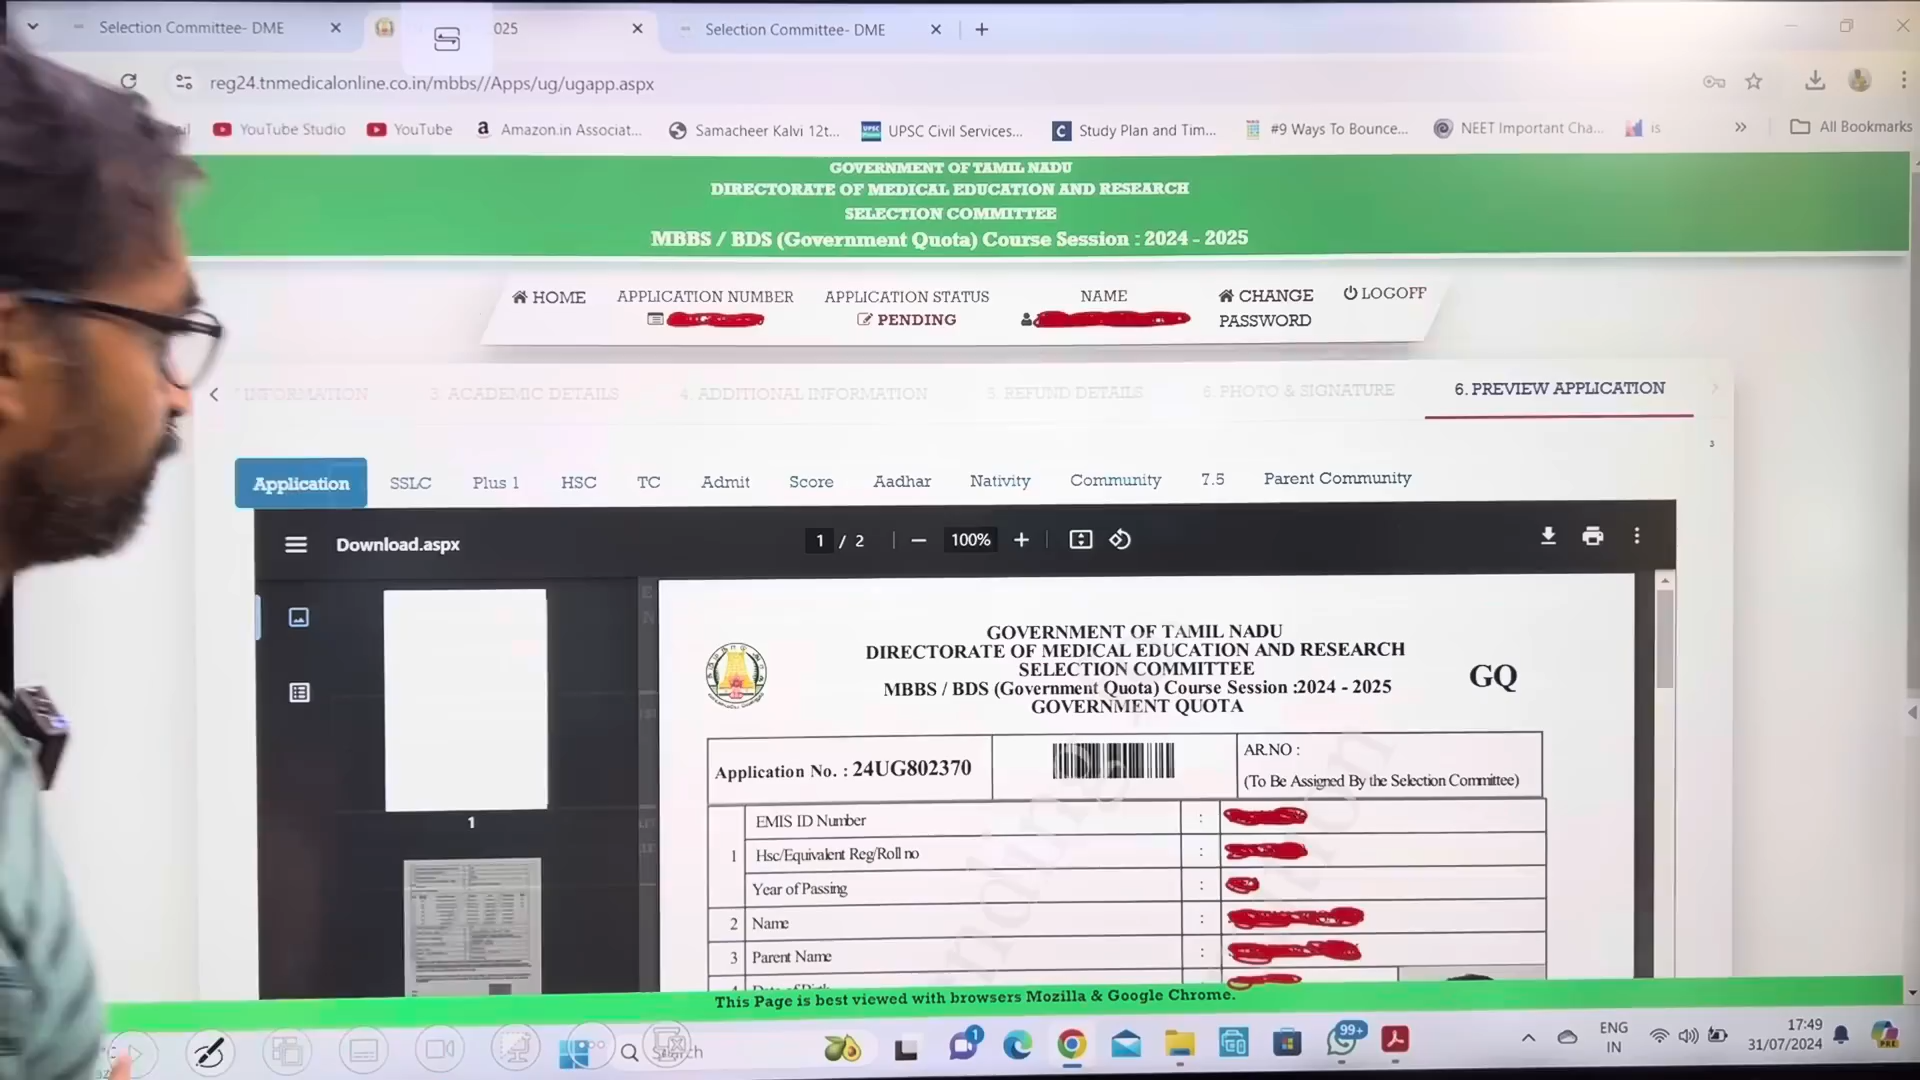 Selection Committee- DME
025
Selection Committee- DME
reg24.tnmedicalonline.co.in/mbbs//Apps/ug/ugapp.aspx
YouTube Studio
YouTube
Amazon.in Associat...
Samacheer Kalvi 12t...
UPSC Civil Services...
Study Plan and Tim...
#9 Ways To Bounce...
NEET Important Cha...
is
All Bookmarks
GOVERNMENT OF TAMIL NADU
DIRECTORATE OF MEDICAL EDUCATION AND RESEARCH
SELECTION COMMITTEE
MBBS / BDS (Government Quota) Course Session : 2024 - 2025
HOME
APPLICATION NUMBER
APPLICATION STATUS
PENDING
NAME
CHANGE
PASSWORD
LOGOFF
INFORMATION
3. ACADEMIC DETAILS
4. ADDITIONAL INFORMATION
5. REFUND DETAILS
6. PHOTO & SIGNATURE
6. PREVIEW APPLICATION
Application
SSLC
Plus 1
HSC
TC
Admit
Score
Aadhar
Nativity
Community
7.5
Parent Community
Download.aspx
1 / 2
100%
GOVERNMENT OF TAMIL NADU
DIRECTORATE OF MEDICAL EDUCATION AND RESEARCH
SELECTION COMMITTEE
MBBS / BDS (Government Quota) Course Session :2024 - 2025
GOVERNMENT QUOTA
GQ
Application No. : 24UG802370
AR.NO :
(To Be Assigned By the Selection Committee)
1
EMIS ID Number :
1 Hsc/Equivalent Reg/Roll no :
Year of Passing :
2 Name :
3 Parent Name :
This Page is best viewed with browsers Mozilla & Google Chrome.
Search
1
99+
ENG
IN
17:49
31/07/2024